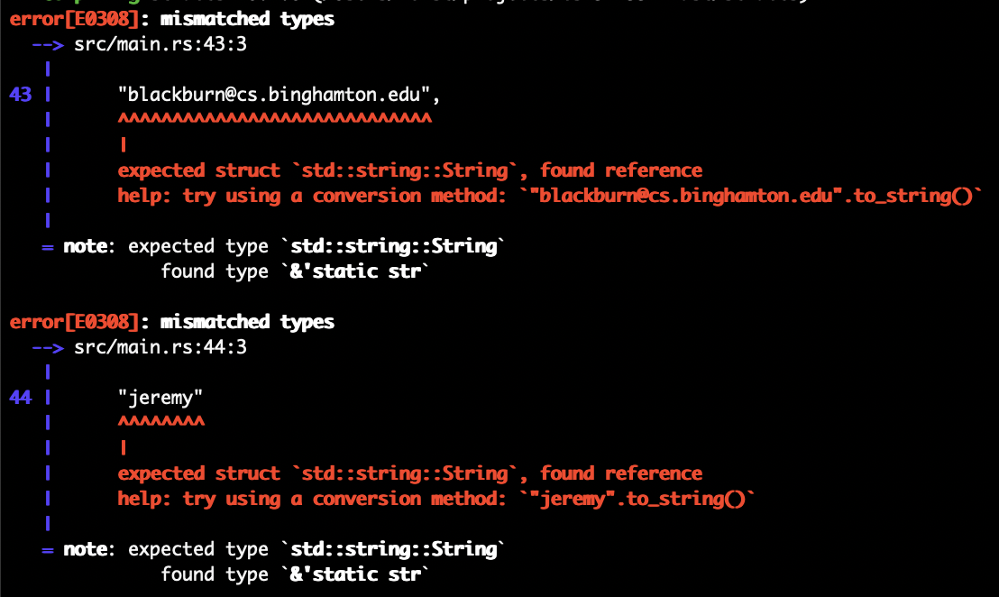 error[E0308]: mismatched types
--> src/main.rs:43:3
|
43 | "blackburn@cs.binghamton.edu",
| ^^^^^^^^^^^^^^^^^^^^^^^^^^^^^
| |
| expected struct `std::string::String`, found reference
| help: try using a conversion method: `"blackburn@cs.binghamton.edu".to_string()`
|
= note: expected type `std::string::String`
found type `&'static str`
error[E0308]: mismatched types
--> src/main.rs:44:3
|
44 | "jeremy"
| ^^^^^^^^
| |
| expected struct `std::string::String`, found reference
| help: try using a conversion method: `"jeremy".to_string()`
|
= note: expected type `std::string::String`
found type `&'static str`